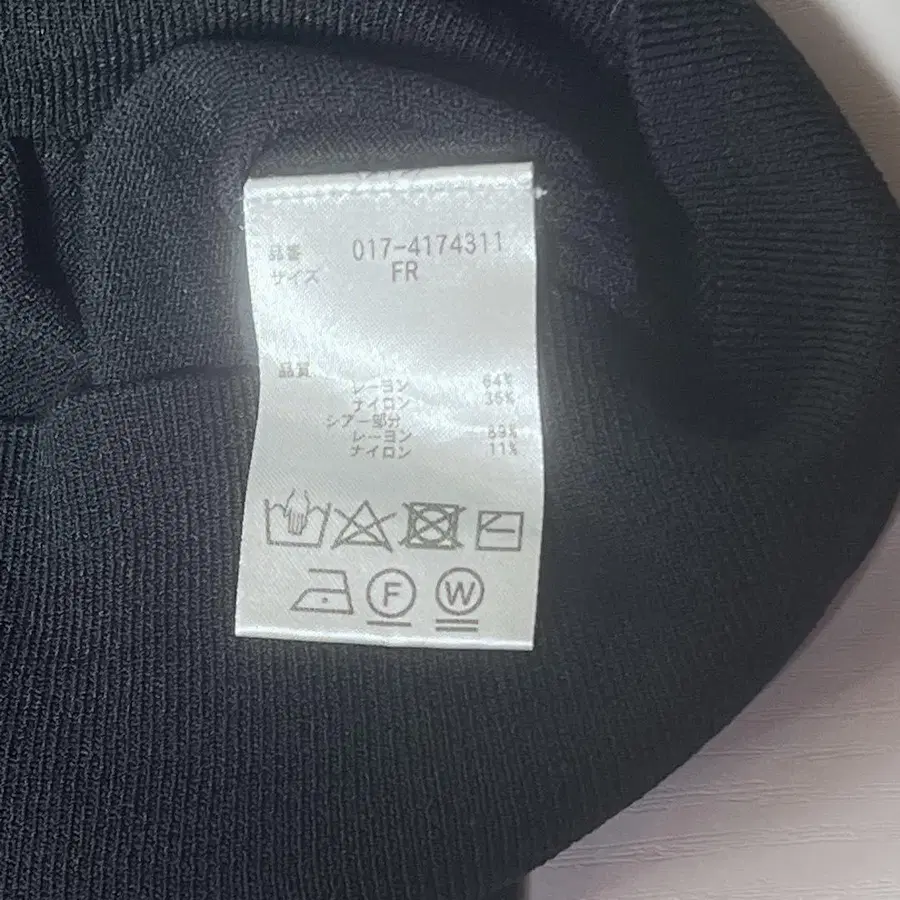 品番 017-4174311
サイズ FR
品質
レーヨン 64%
ナイロン 36%
シアー部分
レーヨン 89%
ナイロン 11%
F W